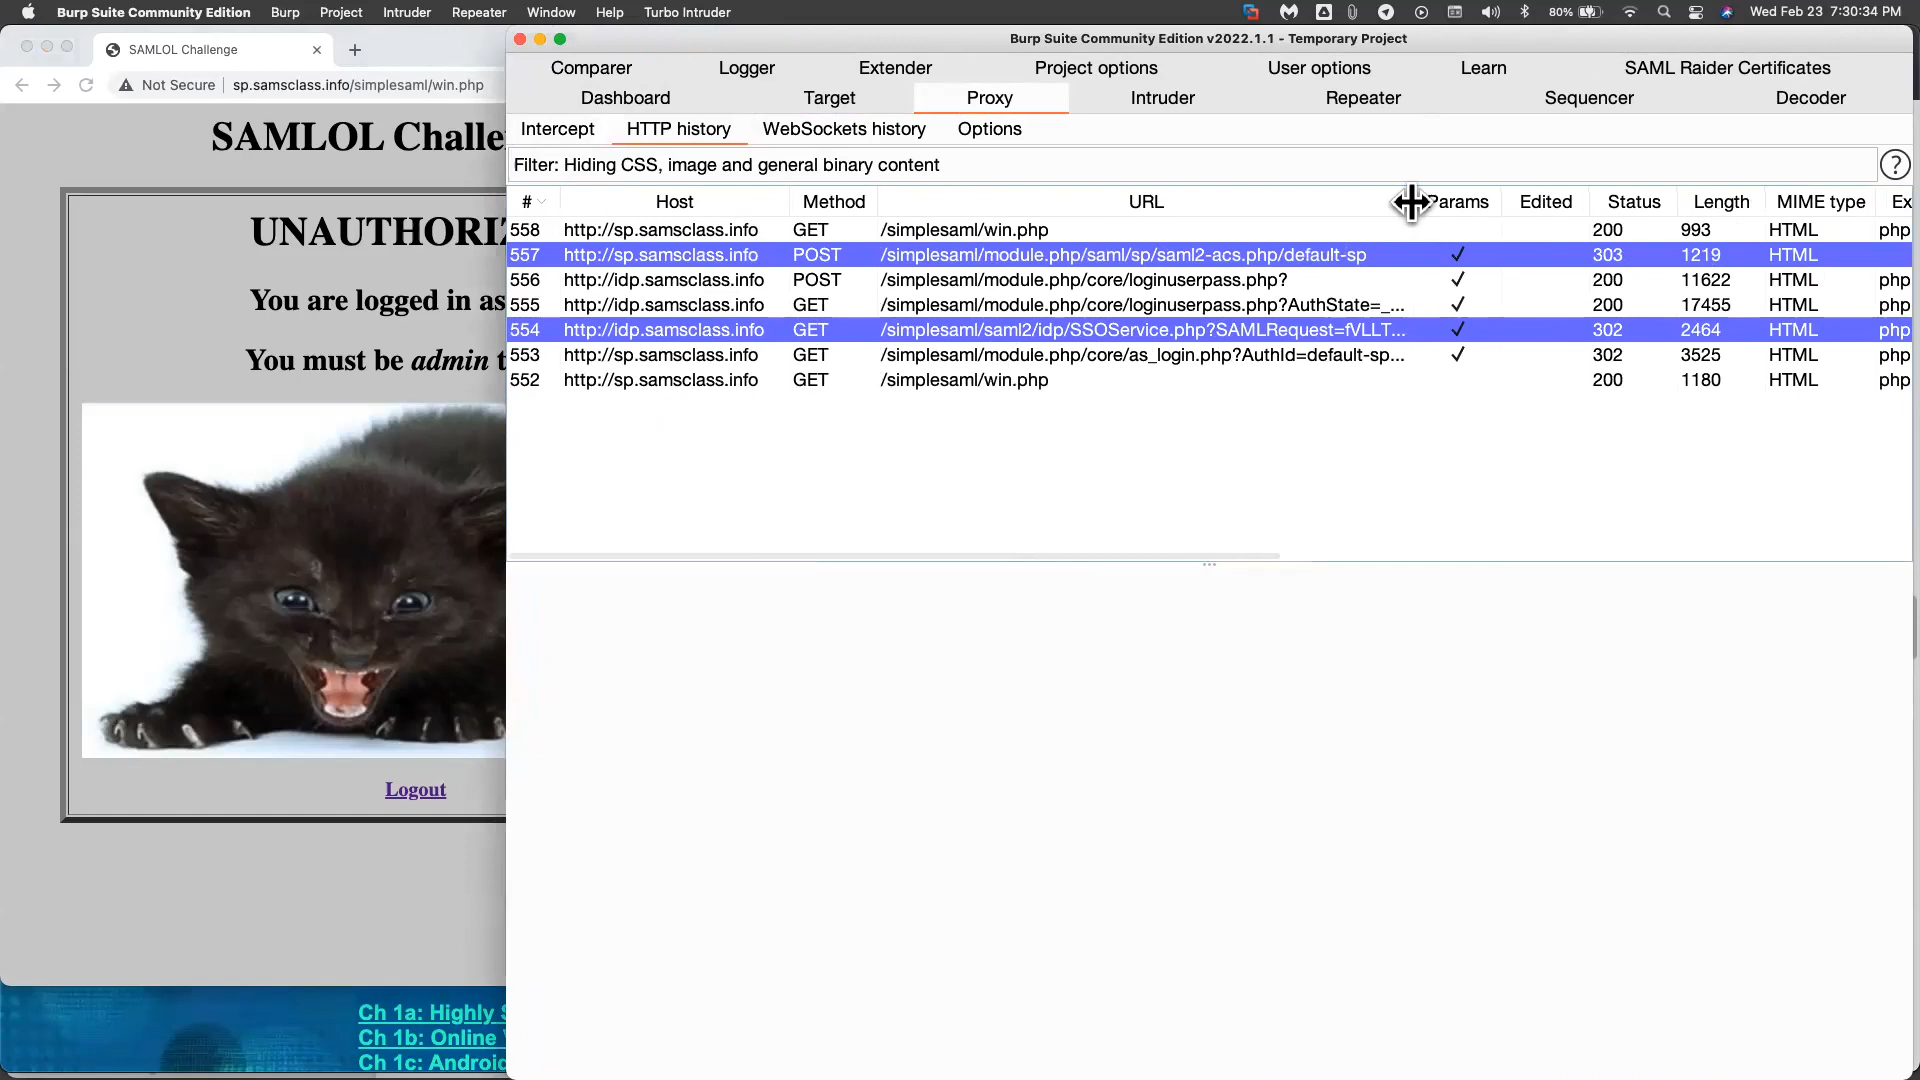 Burp Suite Community Edition Burp Project Intruder Repeater Window Help Turbo Intruder 80% Wed Feb 23 7:30:34 PM
SAMLOL Challenge
Not Secure sp.samsclass.info/simplesaml/win.php
SAMLOL Challe
UNAUTHORIZ
You are logged in as
You must be admin t
Logout
Ch 1a: Highly S
Ch 1b: Online
Ch 1c: Android
Burp Suite Community Edition v2022.1.1 - Temporary Project
Comparer Logger Extender Project options User options Learn SAML Raider Certificates
Dashboard Target Proxy Intruder Repeater Sequencer Decoder
Intercept HTTP history WebSockets history Options
Filter: Hiding CSS, image and general binary content ?
# Host Method URL Params Edited Status Length MIME type Ex
558 http://sp.samsclass.info GET /simplesaml/win.php 200 993 HTML php
557 http://sp.samsclass.info POST /simplesaml/module.php/saml/sp/saml2-acs.php/default-sp ✓ 303 1219 HTML
556 http://idp.samsclass.info POST /simplesaml/module.php/core/loginuserpass.php? ✓ 200 11622 HTML php
555 http://idp.samsclass.info GET /simplesaml/module.php/core/loginuserpass.php?AuthState=_... ✓ 200 17455 HTML php
554 http://idp.samsclass.info GET /simplesaml/saml2/idp/SSOService.php?SAMLRequest=fVLLT... ✓ 302 2464 HTML php
553 http://sp.samsclass.info GET /simplesaml/module.php/core/as_login.php?AuthId=default-sp... ✓ 302 3525 HTML php
552 http://sp.samsclass.info GET /simplesaml/win.php 200 1180 HTML php